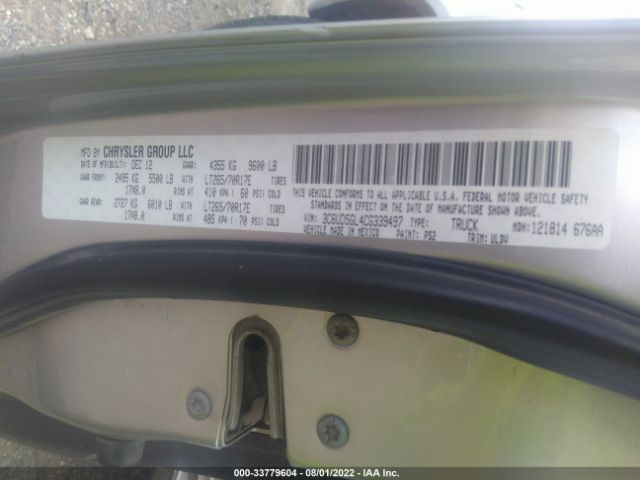 MFD BY CHRYSLER GROUP LLC
DATE OF MFR(BUILT): DEC 12 GVWR: 4355 KG 9600 LB
GAWR FRONT: 2495 KG 5500 LB WITH LT265/70R17E TIRES
17X8.0 RIMS AT 410 KPA / 60 PSI/ COLD
GAWR REAR: 2727 KG 6010 LB WITH LT265/70R17E TIRES
17X8.0 RIMS AT 485 KPA / 70 PSI/ COLD
THIS VEHICLE CONFORMS TO ALL APPLICABLE U.S.A. FEDERAL MOTOR VEHICLE SAFETY
STANDARDS IN EFFECT ON THE DATE OF MANUFACTURE SHOWN ABOVE.
VIN: 3C6UD5GL4CG339497 TYPE: TRUCK MDH: 121814 676AA
VEHICLE MADE IN MEXICO PAINT: PS2 TRIM: VLDV
000-33779604 - 08/01/2022 - IAA Inc.